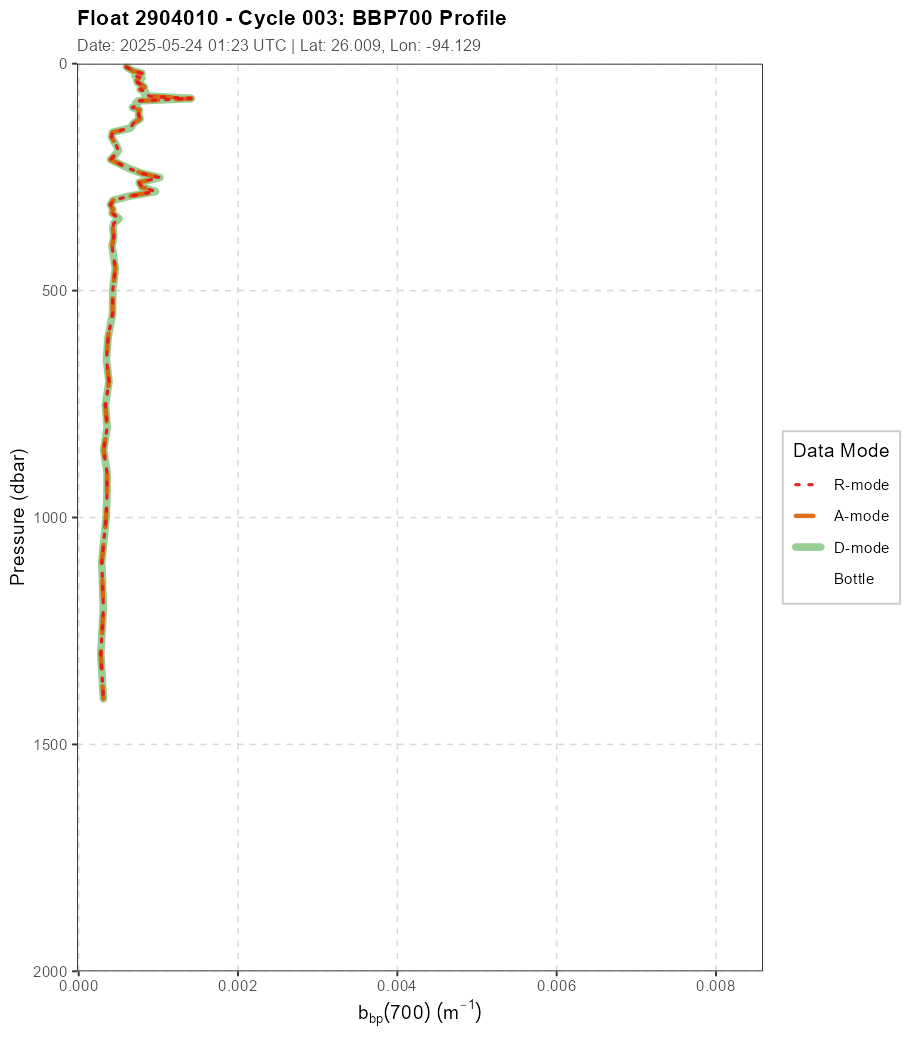 Float 2904010 - Cycle 003: BBP700 Profile
Date: 2025-05-24 01:23 UTC | Lat: 26.009, Lon: -94.129
0
500
1000
1500
2000
Pressure (dbar)
0.000 0.002 0.004 0.006 0.008
b_bp(700) (m⁻¹)
Data Mode
R-mode
A-mode
D-mode
Bottle